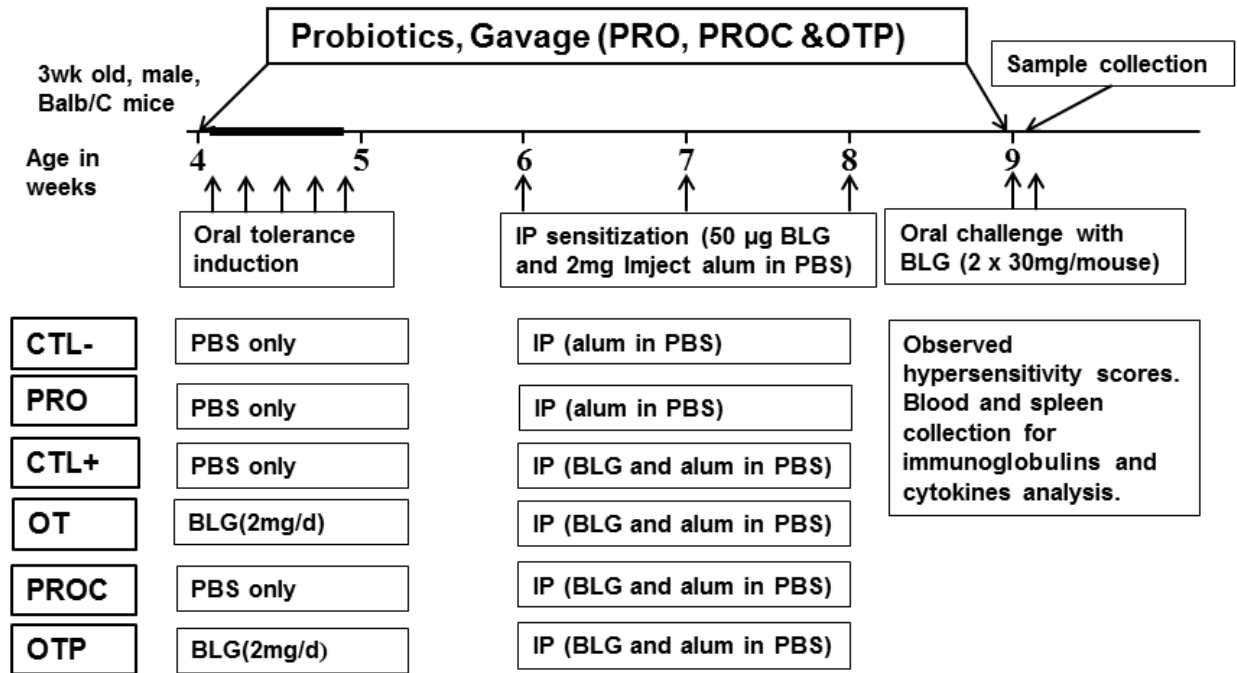 Probiotics, Gavage (PRO, PROC &OTP)
3wk old, male,
Balb/C mice
Sample collection
Age in
weeks
4 5 6 7 8 9
Oral tolerance
induction
IP sensitization (50 µg BLG
and 2mg Imject alum in PBS)
Oral challenge with
BLG (2 x 30mg/mouse)
CTL-
PBS only
IP (alum in PBS)
PRO
PBS only
IP (alum in PBS)
CTL+
PBS only
IP (BLG and alum in PBS)
OT
BLG(2mg/d)
IP (BLG and alum in PBS)
PROC
PBS only
IP (BLG and alum in PBS)
OTP
BLG(2mg/d)
IP (BLG and alum in PBS)
Observed
hypersensitivity scores.
Blood and spleen
collection for
immunoglobulins and
cytokines analysis.